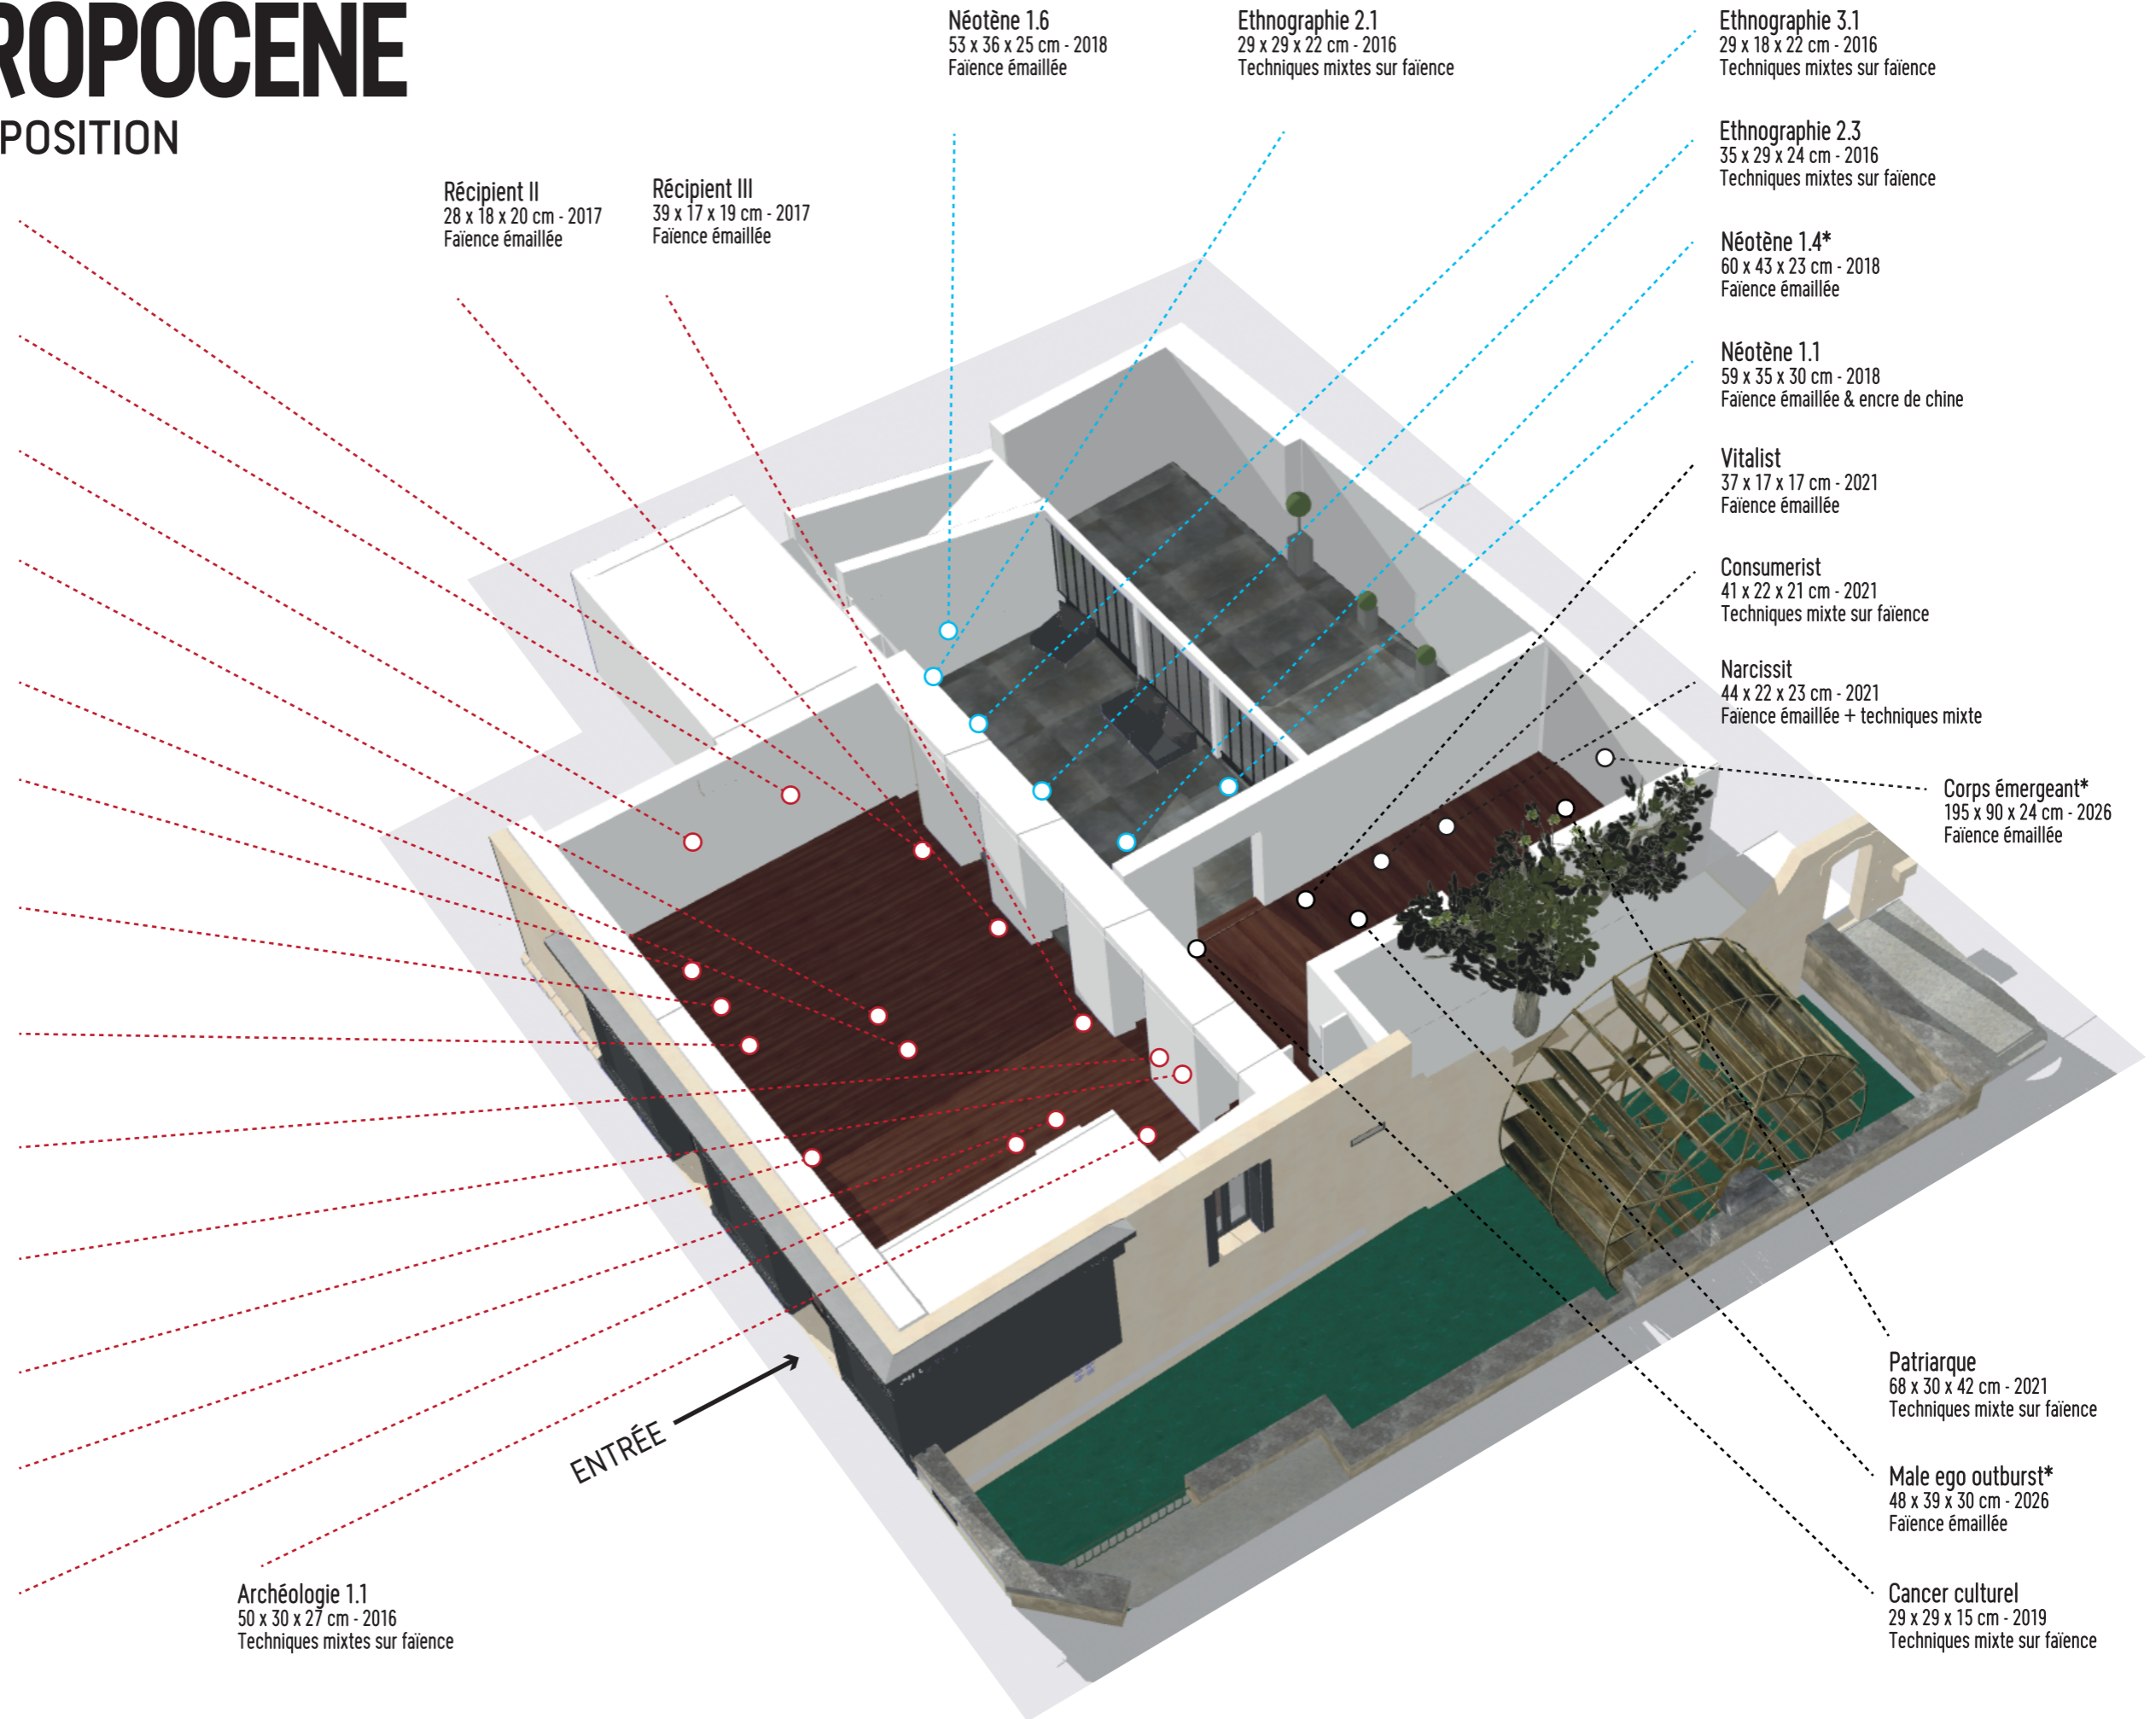 ROPOCENE
POSITION
Néotène 1.6
53 x 36 x 25 cm - 2018
Faïence émaillée
Ethnographie 2.1
29 x 29 x 22 cm - 2016
Techniques mixtes sur faïence
Ethnographie 3.1
29 x 18 x 22 cm - 2016
Techniques mixtes sur faïence
Ethnographie 2.3
35 x 29 x 24 cm - 2016
Techniques mixtes sur faïence
Récipient II
28 x 18 x 20 cm - 2017
Faïence émaillée
Récipient III
39 x 17 x 19 cm - 2017
Faïence émaillée
Néotène 1.4*
60 x 43 x 23 cm - 2018
Faïence émaillée
Néotène 1.1
59 x 35 x 30 cm - 2018
Faïence émaillée & encre de chine
Vitalist
37 x 17 x 17 cm - 2021
Faïence émaillée
Consumerist
41 x 22 x 21 cm - 2021
Techniques mixte sur faïence
Narcissit
44 x 22 x 23 cm - 2021
Faïence émaillée + techniques mixte
Corps émergeant*
195 x 90 x 24 cm - 2026
Faïence émaillée
Patriarque
68 x 30 x 42 cm - 2021
Techniques mixte sur faïence
Male ego outburst*
48 x 39 x 30 cm - 2026
Faïence émaillée
Cancer culturel
29 x 29 x 15 cm - 2019
Techniques mixte sur faïence
ENTRÉE
Archéologie 1.1
50 x 30 x 27 cm - 2016
Techniques mixtes sur faïence